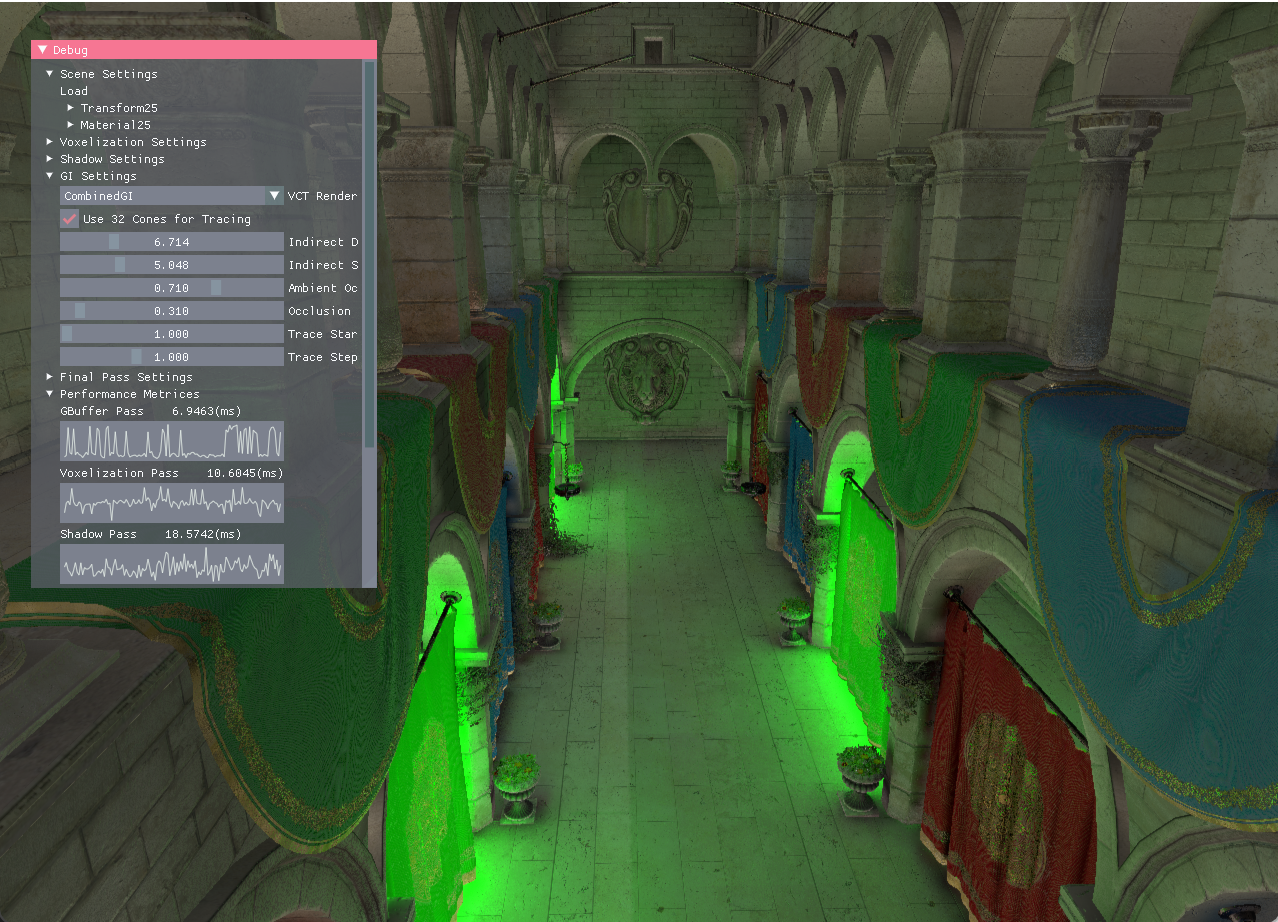 Debug
Scene Settings
Load
Transform25
Material25
Voxelization Settings
Shadow Settings
GI Settings
CombinedGI VCT Render
Use 32 Cones for Tracing
6.714 Indirect D
5.048 Indirect S
0.710 Ambient Oc
0.310 Occlusion
1.000 Trace Star
1.000 Trace Step
Final Pass Settings
Performance Metrices
GBuffer Pass 6.9463(ms)
Voxelization Pass 10.6045(ms)
Shadow Pass 18.5742(ms)